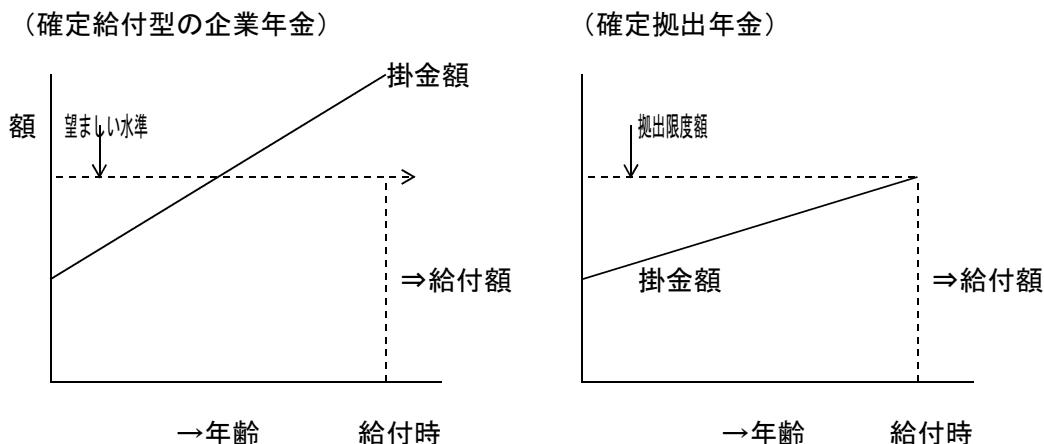 （確定給付型の企業年金）
掛金額
額
望ましい水準
⇒給付額
→年齢
給付時
（確定拠出年金）
拠出限度額
掛金額
⇒給付額
→年齢
給付時